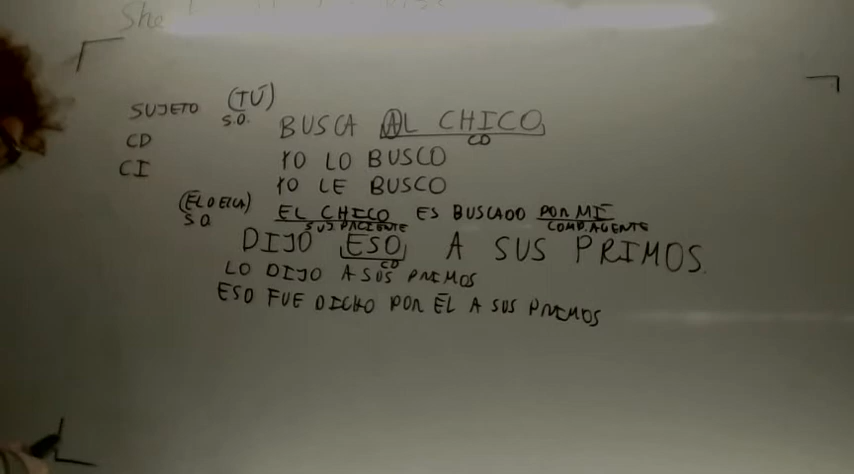 She
SUJETO (TÚ)
S.O.
BUSCA AL CHICO
CD
CD
YO LO BUSCO
CI
YO LE BUSCO
(ÉL O ELLA)
S.O
EL CHICO ES BUSCADO POR MÍ
SUJ. PACIENTE COMP. AGENTE
DIJO ESO A SUS PRIMOS.
CD
LO DIJO A SUS PRIMOS
ESO FUE DICHO POR ÉL A SUS PRIMOS